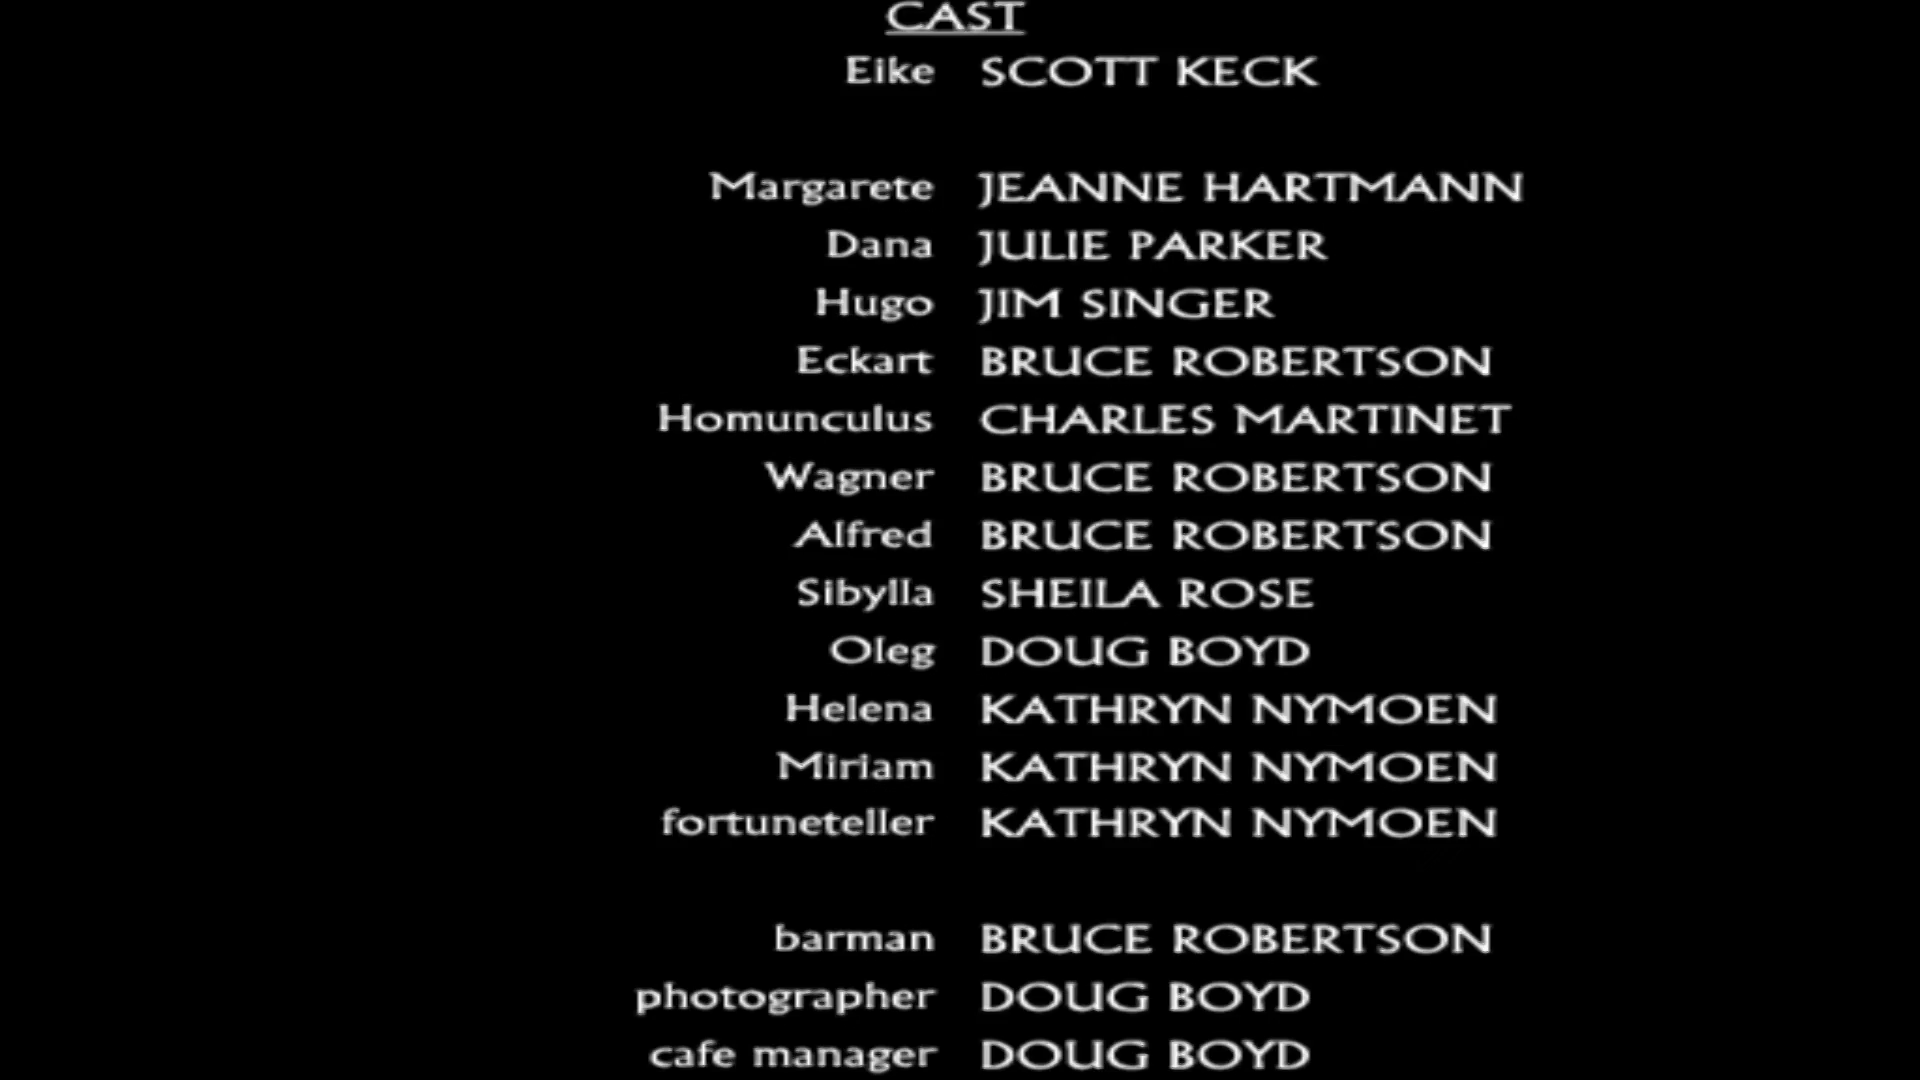 CAST
Eike SCOTT KECK
Margarete JEANNE HARTMANN
Dana JULIE PARKER
Hugo JIM SINGER
Eckart BRUCE ROBERTSON
Homunculus CHARLES MARTINET
Wagner BRUCE ROBERTSON
Alfred BRUCE ROBERTSON
Sibylla SHEILA ROSE
Oleg DOUG BOYD
Helena KATHRYN NYMOEN
Miriam KATHRYN NYMOEN
fortuneteller KATHRYN NYMOEN
barman BRUCE ROBERTSON
photographer DOUG BOYD
cafe manager DOUG BOYD